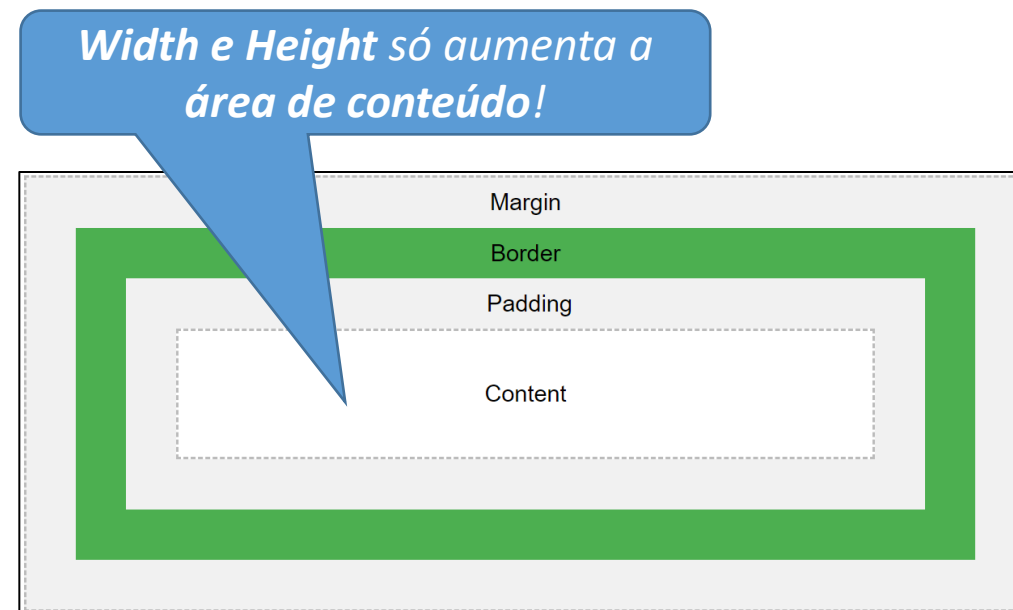 Width e Height só aumenta a
área de conteúdo!
Margin
Border
Padding
Content